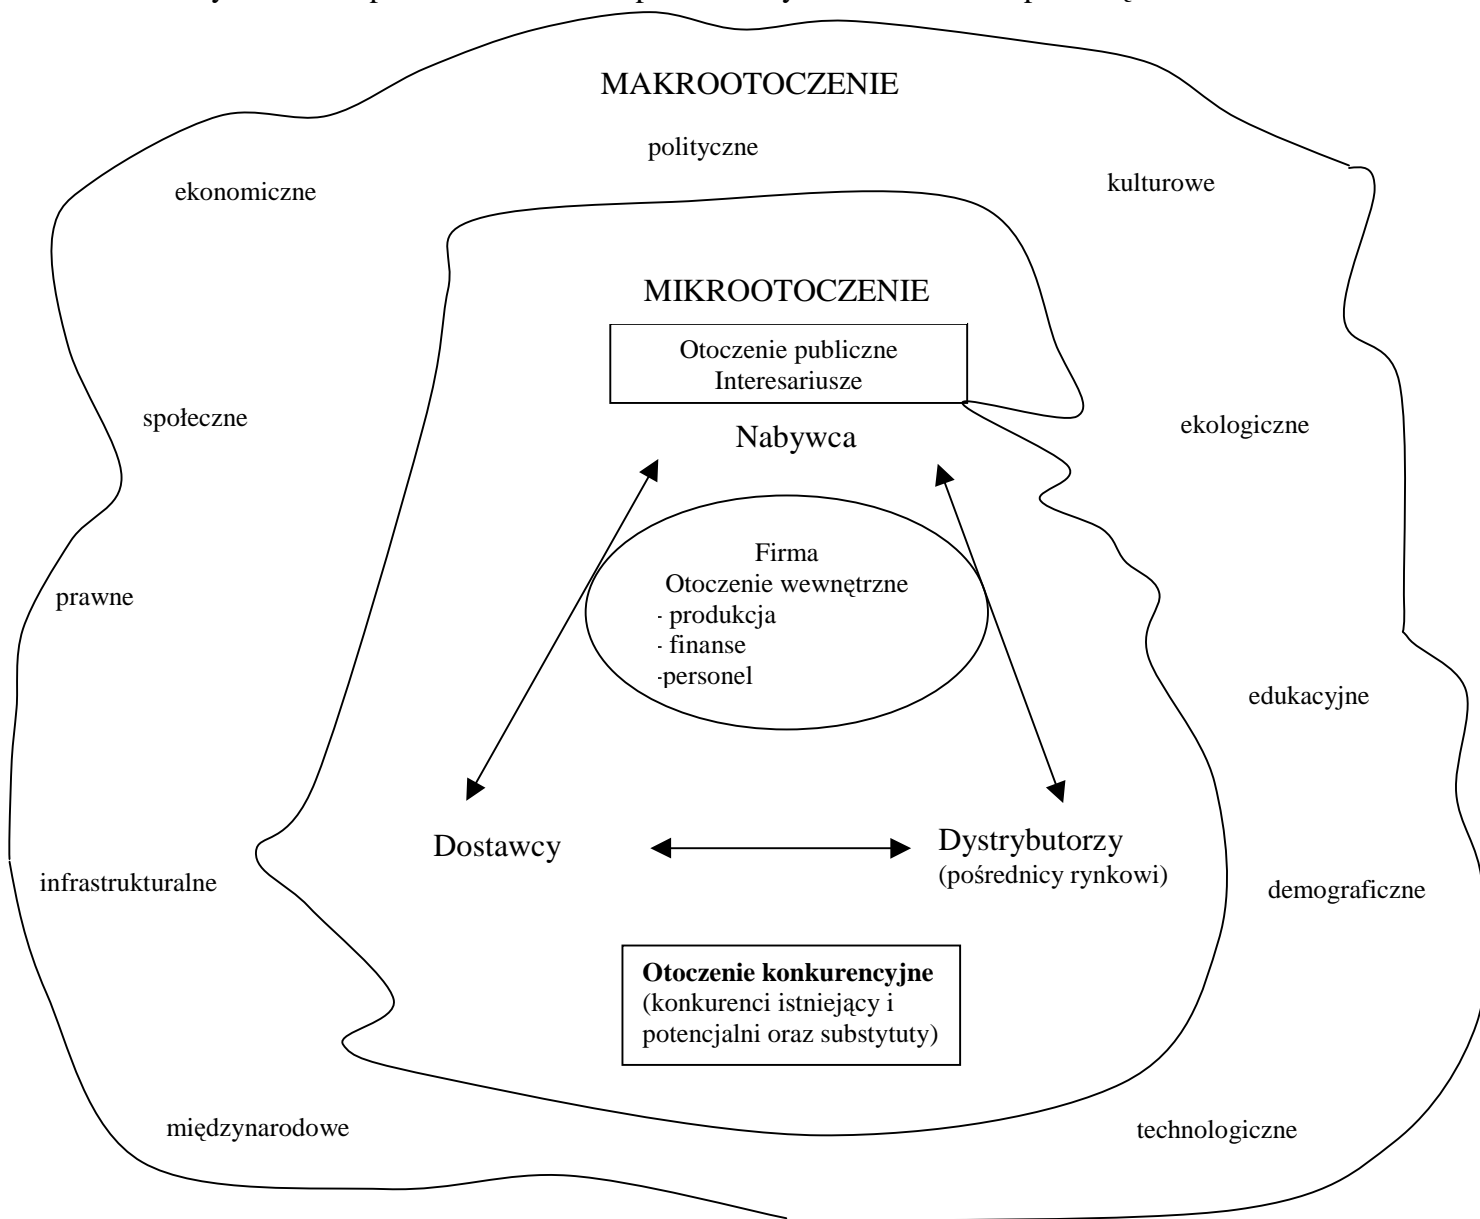 MAKROOTOCZENIE
polityczne
ekonomiczne
kulturowe
MIKROOTOCZENIE
Otoczenie publiczne
Interesariusze
społeczne
Nabywca
ekologiczne
Firma
Otoczenie wewnętrzne
- produkcja
- finanse
-personel
prawne
edukacyjne
Dostawcy
Dystrybutorzy
(pośrednicy rynkowi)
infrastrukturalne
demograficzne
Otoczenie konkurencyjne
(konkurenci istniejący i
potencjalni oraz substytuty)
międzynarodowe
technologiczne